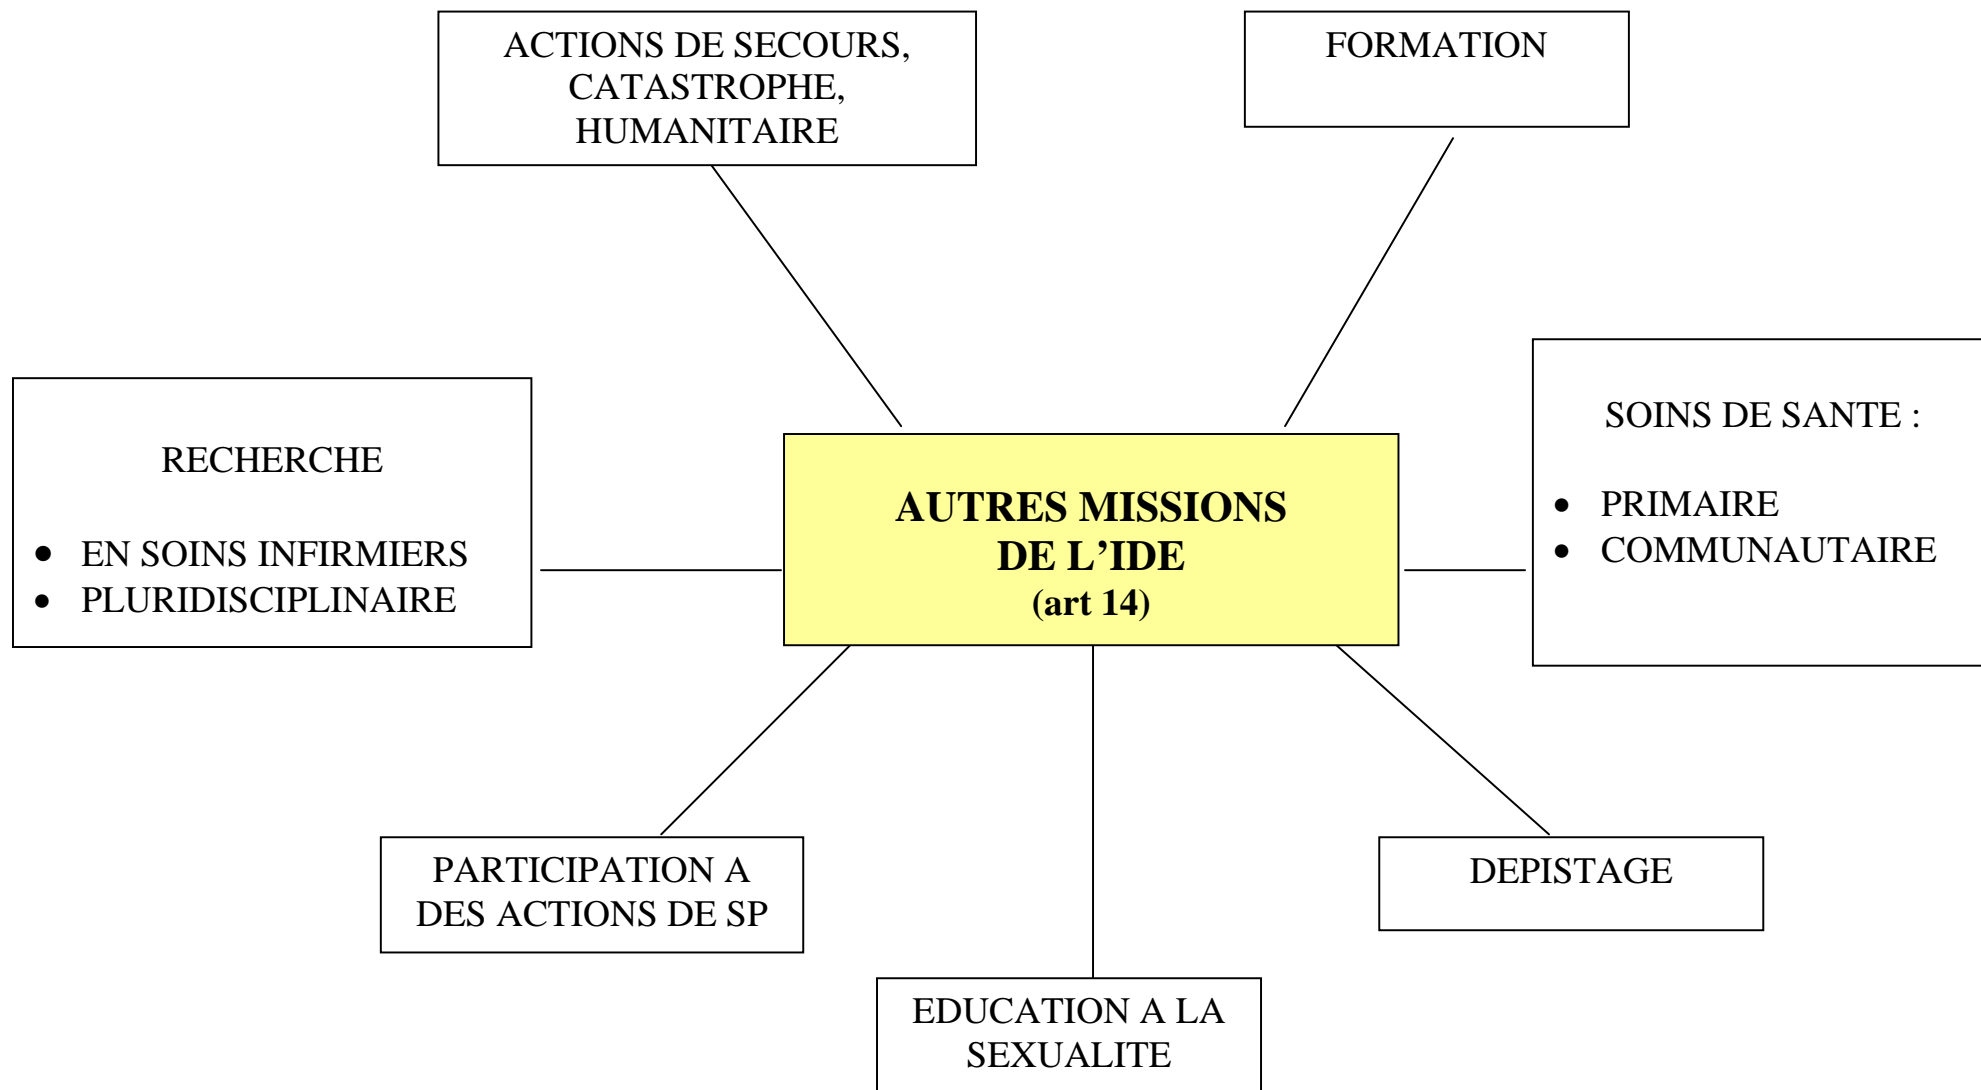 ACTIONS DE SECOURS,
CATASTROPHE,
HUMANITAIRE
FORMATION
RECHERCHE
• EN SOINS INFIRMIERS
• PLURIDISCIPLINAIRE
AUTRES MISSIONS
DE L’IDE
(art 14)
SOINS DE SANTE :
• PRIMAIRE
• COMMUNAUTAIRE
PARTICIPATION A
DES ACTIONS DE SP
EDUCATION A LA
SEXUALITE
DEPISTAGE